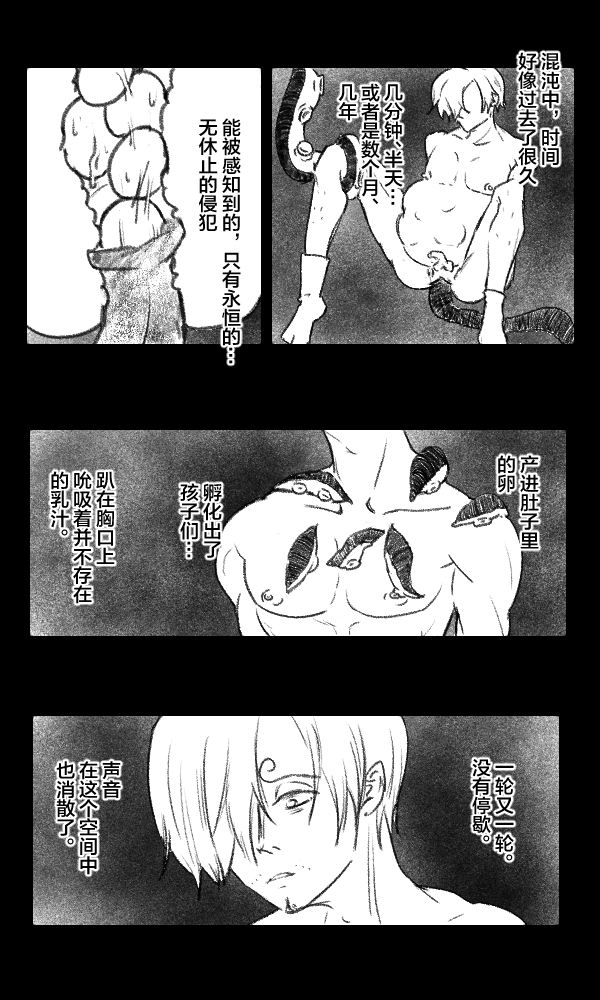 混沌中，时间
好像过去了很久
几分钟、半天…
或者是数个月、
几年
能被感知到的，只有永恒的…
无休止的侵犯
产进肚子里
的卵
孵化出了
孩子们…
趴在胸口上
吮吸着并不存在
的乳汁。
一轮又一轮。
没有停歇。
声音
在这个空间中
也消散了。